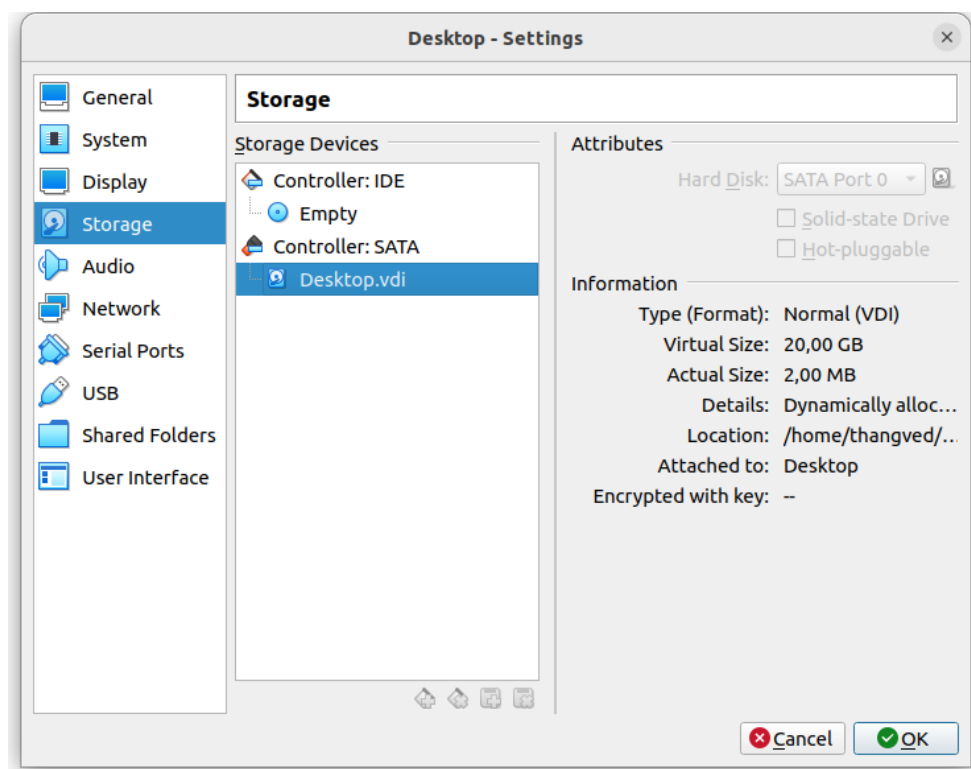 Desktop - Settings
General
System
Display
Storage
Audio
Network
Serial Ports
USB
Shared Folders
User Interface
Storage
Storage Devices
Controller: IDE
Empty
Controller: SATA
Desktop.vdi
Attributes
Hard Disk: SATA Port 0
Solid-state Drive
Hot-pluggable
Information
Type (Format): Normal (VDI)
Virtual Size: 20,00 GB
Actual Size: 2,00 MB
Details: Dynamically alloc...
Location: /home/thangved/...
Attached to: Desktop
Encrypted with key: --
Cancel
OK